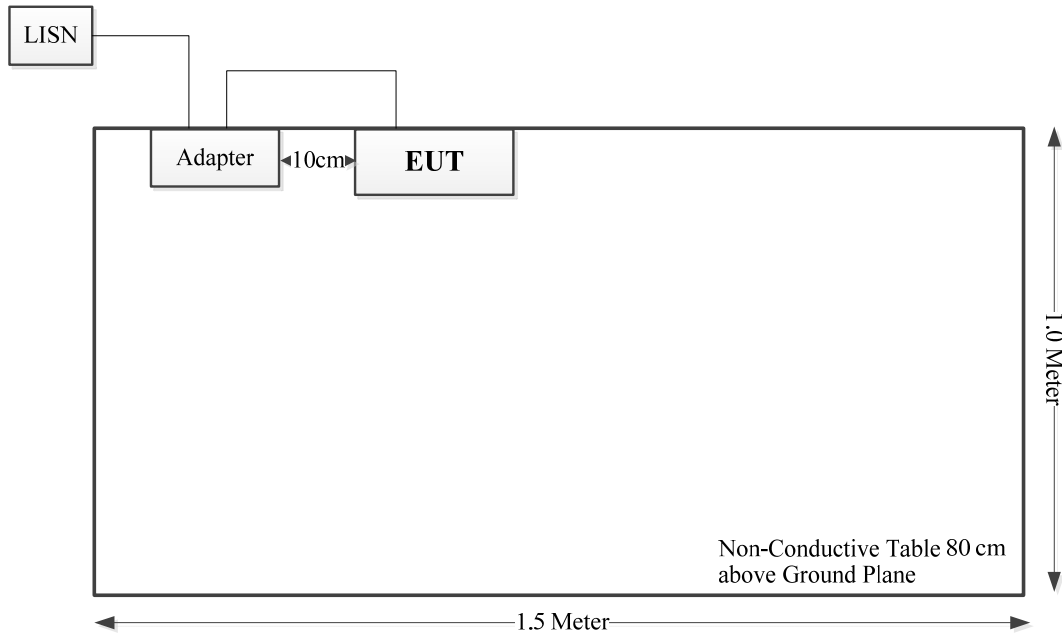 LISN
Adapter
10cm
EUT
1.0 Meter
Non-Conductive Table 80 cm
above Ground Plane
1.5 Meter